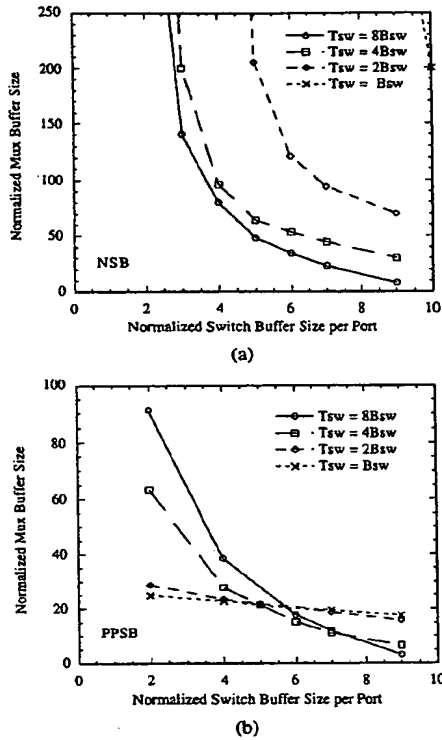 250
200
150
100
50
0
Normalized Mux Buffer Size
Tsw = 8Bsw
Tsw = 4Bsw
Tsw = 2Bsw
Tsw = Bsw
NSB
0 2 4 6 8 10
Normalized Switch Buffer Size per Port
(a)
100
80
60
40
20
0
Normalized Mux Buffer Size
Tsw = 8Bsw
Tsw = 4Bsw
Tsw = 2Bsw
Tsw = Bsw
PPSB
0 2 4 6 8 10
Normalized Switch Buffer Size per Port
(b)